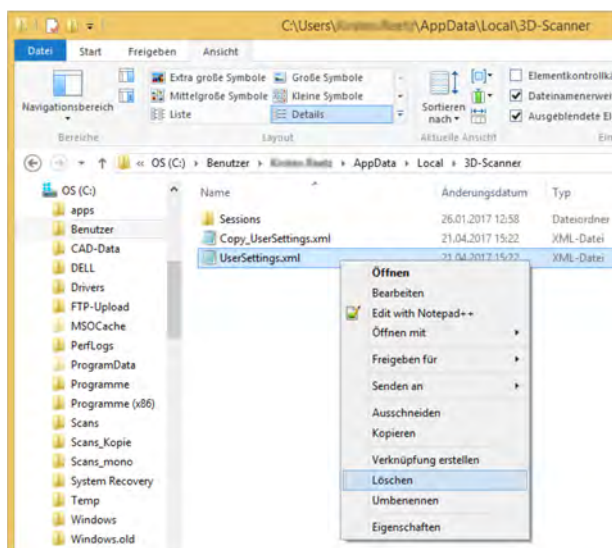 C:\Users\ \AppData\Local\3D-Scanner
Datei Start Freigeben Ansicht
Navigationsbereich
Extra große Symbole Große Symbole
Mittelgroße Symbole Kleine Symbole
Liste Details
Sortieren nach
Elementkontrollkä
Dateinamenerwei
Ausgeblendete El
Bereiche Layout Aktuelle Ansicht Ein
« OS (C:) Benutzer AppData Local 3D-Scanner
OS (C:)
apps
Benutzer
CAD-Data
DELL
Drivers
FTP-Upload
MSOCache
PerfLogs
ProgramData
Programme
Programme (x86)
Scans
Scans_Kopie
Scans_mono
System Recovery
Temp
Windows
Windows.old
Name Änderungsdatum Typ
Sessions 26.01.2017 12:58 Dateiordner
Copy_UserSettings.xml 21.04.2017 15:22 XML-Datei
UserSettings.xml 21.04.2017 15:22 XML-Datei
Öffnen
Bearbeiten
Edit with Notepad++
Öffnen mit
Freigeben für
Senden an
Ausschneiden
Kopieren
Verknüpfung erstellen
Löschen
Umbenennen
Eigenschaften